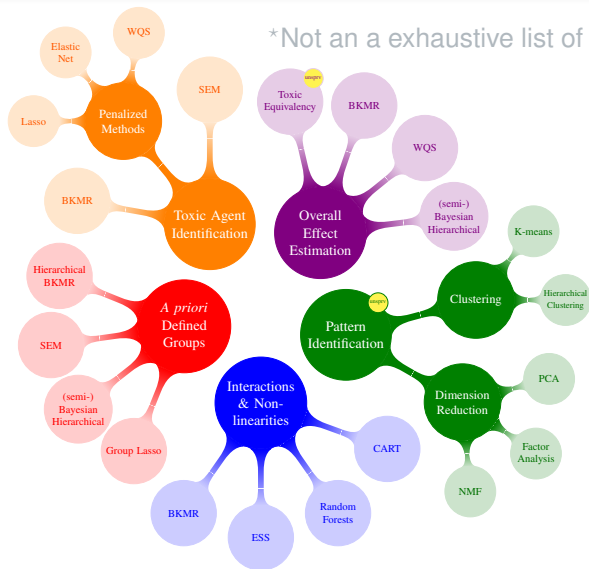 *Not an a exhaustive list of
WQS
Elastic
Net
Lasso
Penalized
Methods
SEM
BKMR
Toxic Agent
Identification
Toxic
Equivalency
BKMR
WQS
(semi-)
Bayesian
Hierarchical
Overall
Effect
Estimation
Hierarchical
BKMR
SEM
(semi-)
Bayesian
Hierarchical
Group Lasso
A priori
Defined
Groups
Pattern
Identification
Clustering
K-means
Hierarchical
Clustering
Dimension
Reduction
PCA
Factor
Analysis
NMF
Interactions
& Non-
linearities
CART
Random
Forests
ESS
BKMR